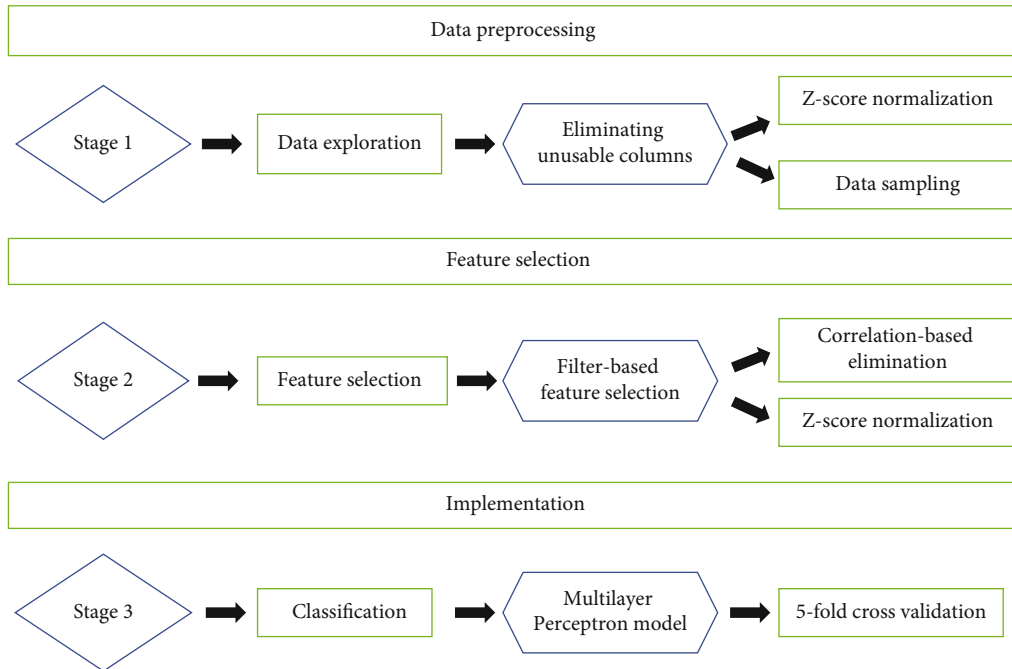 Data preprocessing
Stage 1
Data exploration
Eliminating
unusable columns
Z-score normalization
Data sampling
Feature selection
Stage 2
Feature selection
Filter-based
feature selection
Correlation-based
elimination
Z-score normalization
Implementation
Stage 3
Classification
Multilayer
Perceptron model
5-fold cross validation